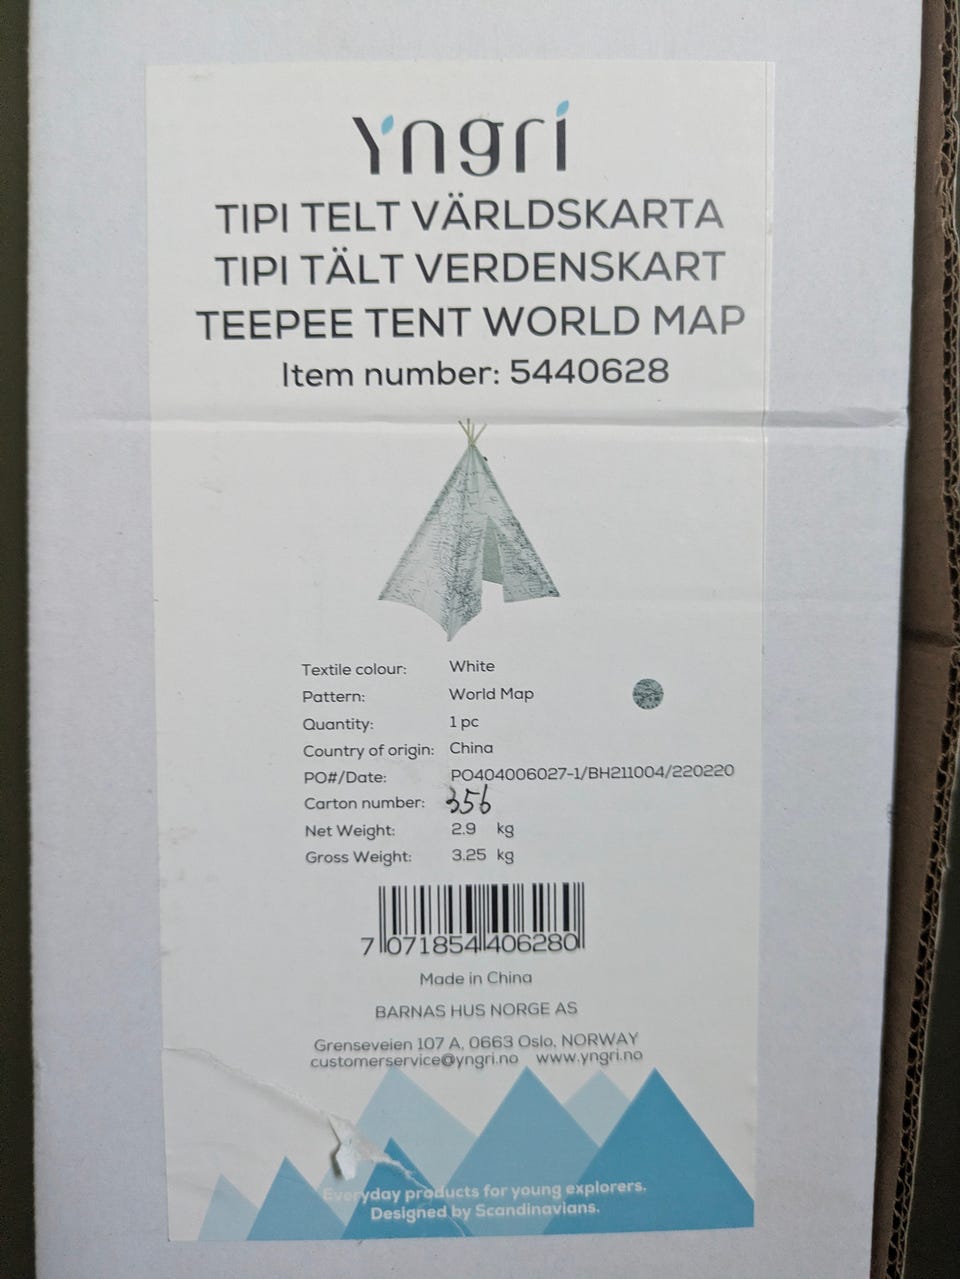 Yngri
TIPI TELT VÄRLDSKARTA
TIPI TÄLT VERDENSKART
TEEPEE TENT WORLD MAP
Item number: 5440628
Textile colour: White
Pattern: World Map
Quantity: 1 pc
Country of origin: China
PO#/Date: PO404006027-1/BH211004/220220
Carton number: 356
Net Weight: 2.9 kg
Gross Weight: 3.25 kg
7 071854 406280
Made in China
BARNAS HUS NORGE AS
Grenseveien 107 A, 0663 Oslo, NORWAY
customerservice@yngri.no www.yngri.no
Everyday products for young explorers.
Designed by Scandinavians.